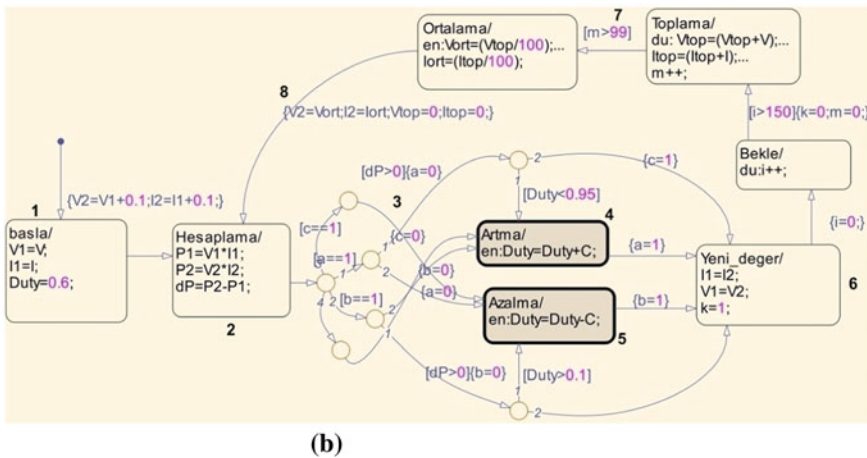 7
Ortalama/
en:Vort=(Vtop/100);...
Iort=(Itop/100);
[m>99]
Toplama/
du: Vtop=(Vtop+V);...
Itop=(Itop+I);...
m++;
8
{V2=Vort;I2=Iort;Vtop=0;Itop=0;}
[i>150]{k=0;m=0;}
Bekle/
du:i++;
{i=0;}
{V2=V1+0.1;I2=I1+0.1;}
1
basla/
V1=V;
I1=I;
Duty=0.6;
Hesaplama/
P1=V1*I1;
P2=V2*I2;
dP=P2-P1;
2
3
[dP>0]{a=0}
1
2
{c=1}
[Duty<0.95]
[c==1]
{c=0}
[a==1]
1
2
{b=0}
{a=0}
[b==1]
2
1
3
4
4
Artma/
en:Duty=Duty+C;
{a=1}
Azalma/
en:Duty=Duty-C;
{b=1}
5
Yeni_deger/
I1=I2;
V1=V2;
k=1;
6
[dP>0]{b=0}
[Duty>0.1]
1
2
(b)